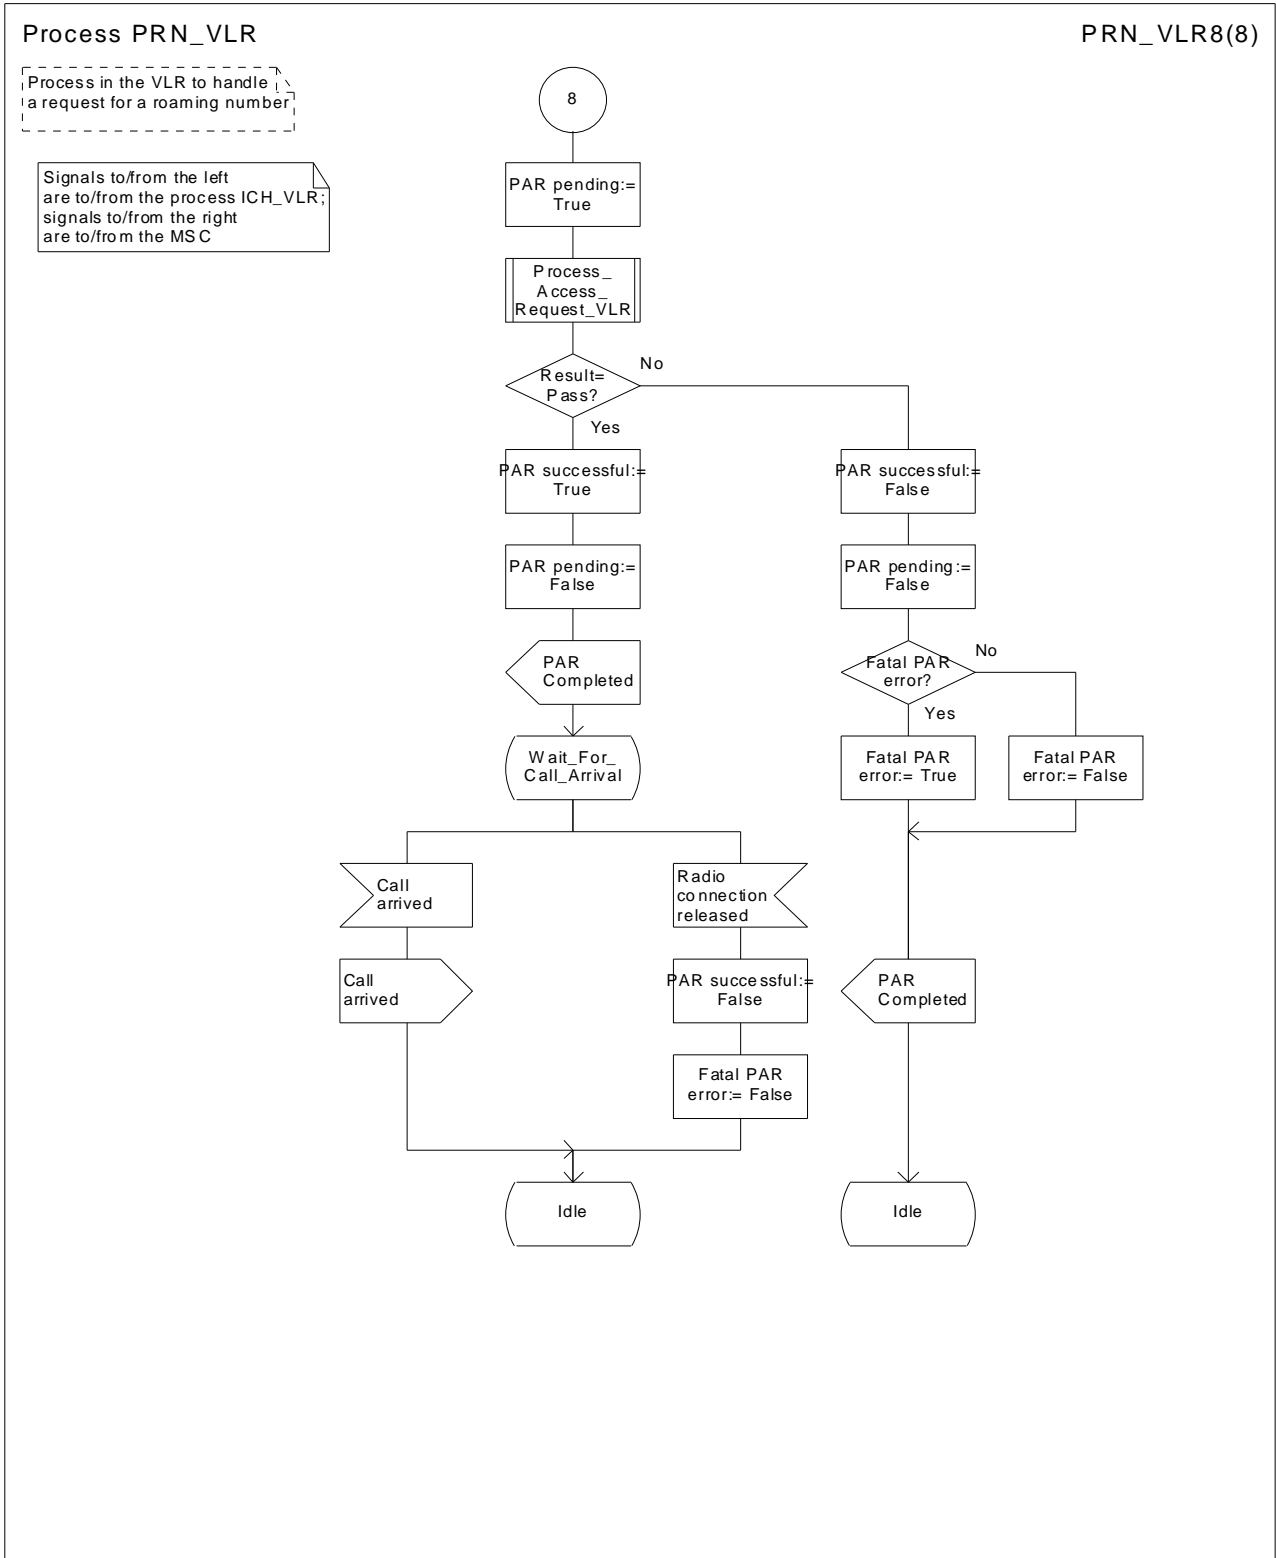 Process PRN_VLR
PRN_VLR8(8)
Process in the VLR to handle
a request for a roaming number
Signals to/from the left
are to/from the process ICH_VLR;
signals to/from the right
are to/from the MSC
8
PAR pending:=
True
Process_
Access_
Request_VLR
Result=
Pass?
No
Yes
PAR successful:=
True
PAR successful:=
False
PAR pending:=
False
PAR pending:=
False
PAR
Completed
Fatal PAR
error?
No
Yes
Wait_For_
Call_Arrival
Fatal PAR
error:= True
Fatal PAR
error:= False
Call
arrived
Radio
connection
released
Call
arrived
PAR successful:=
False
PAR
Completed
Fatal PAR
error:= False
Idle
Idle